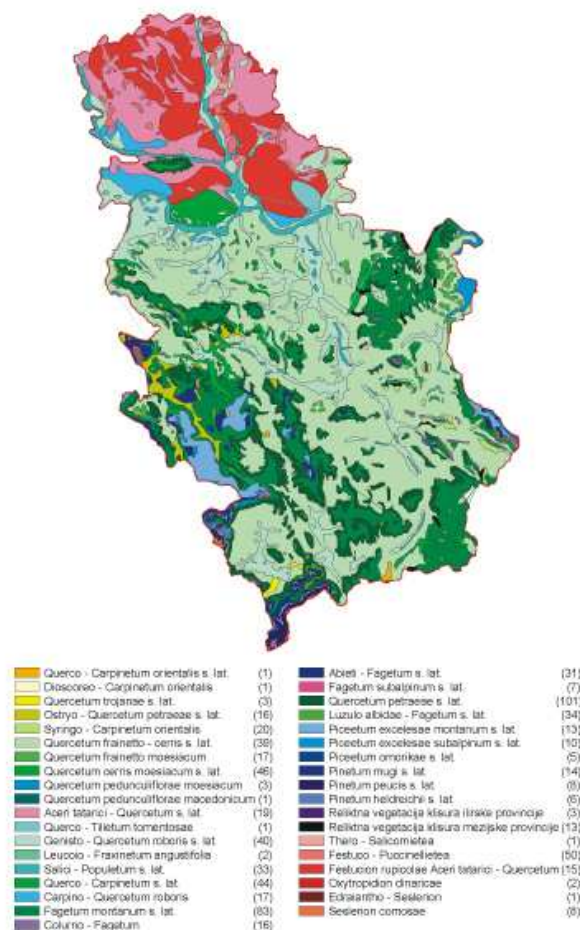 Querco - Carpinetum orientalis s. lat. (1)
Dioscoreo - Carpinetum orientalis (1)
Quercetum trojanae s. lat. (3)
Ostryo - Quercetum petraeae s. lat. (16)
Syringo - Carpinetum orientalis (20)
Quercetum frainetto - cerris s. lat. (39)
Quercetum frainetto moesiacum (17)
Quercetum cerris moesiacum s. lat. (46)
Quercetum pedunculiflorae moesiacum (3)
Quercetum pedunculiflorae macedonicum (1)
Aceri tatarici - Quercetum s. lat. (19)
Querco - Tilietum tomentosae (1)
Genisto - Quercetum roboris s. lat. (40)
Leucoio - Fraxinetum angustifolia (2)
Salici - Populetum s. lat. (33)
Querco - Carpinetum s. lat. (44)
Carpino - Quercetum roboris (17)
Fagetum montanum s. lat. (83)
Colurno - Fagetum (16)
Abieti - Fagetum s. lat. (31)
Fagetum subalpinum s. lat. (7)
Quercetum petraeae s. lat. (101)
Luzulo albidae - Fagetum s. lat. (34)
Piceetum excelsae montanum s. lat. (13)
Piceetum excelsae subalpinum s. lat. (10)
Piceetum omorikae s. lat. (5)
Pinetum mugi s. lat. (14)
Pinetum peucis s. lat. (8)
Pinetum heldreichii s. lat. (6)
Reliktna vegetacija klisura ilirske provincije (3)
Reliktna vegetacija klisura mezijske provincije (13)
Thero - Salicornietea (1)
Festuco - Puccinellietea (50)
Festucion rupicolae Aceri tatarici - Quercetum (15)
Oxytropidion dinaricae (2)
Edraiantho - Seslerion (1)
Seslerion comosae (8)